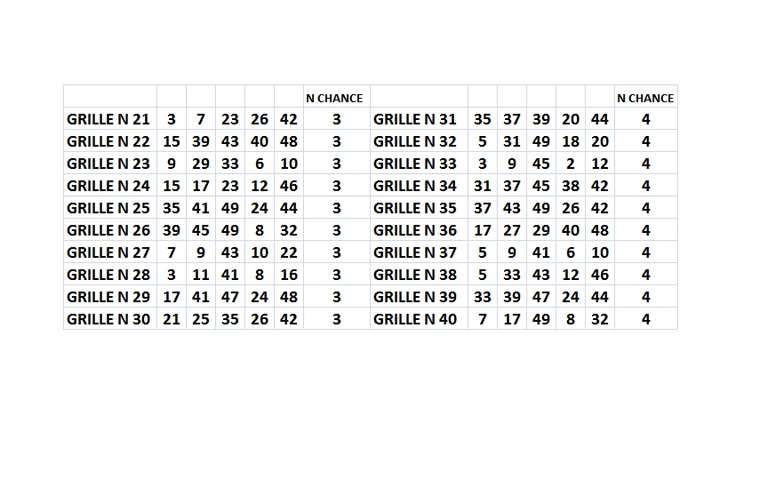 N CHANCE N CHANCE
GRILLE N 21 3 7 23 26 42 3 GRILLE N 31 35 37 39 20 44 4
GRILLE N 22 15 39 43 40 48 3 GRILLE N 32 5 31 49 18 20 4
GRILLE N 23 9 29 33 6 10 3 GRILLE N 33 3 9 45 2 12 4
GRILLE N 24 15 17 23 12 46 3 GRILLE N 34 31 37 45 38 42 4
GRILLE N 25 35 41 49 24 44 3 GRILLE N 35 37 43 49 26 42 4
GRILLE N 26 39 45 49 8 32 3 GRILLE N 36 17 27 29 40 48 4
GRILLE N 27 7 9 43 10 22 3 GRILLE N 37 5 9 41 6 10 4
GRILLE N 28 3 11 41 8 16 3 GRILLE N 38 5 33 43 12 46 4
GRILLE N 29 17 41 47 24 48 3 GRILLE N 39 33 39 47 24 44 4
GRILLE N 30 21 25 35 26 42 3 GRILLE N 40 7 17 49 8 32 4